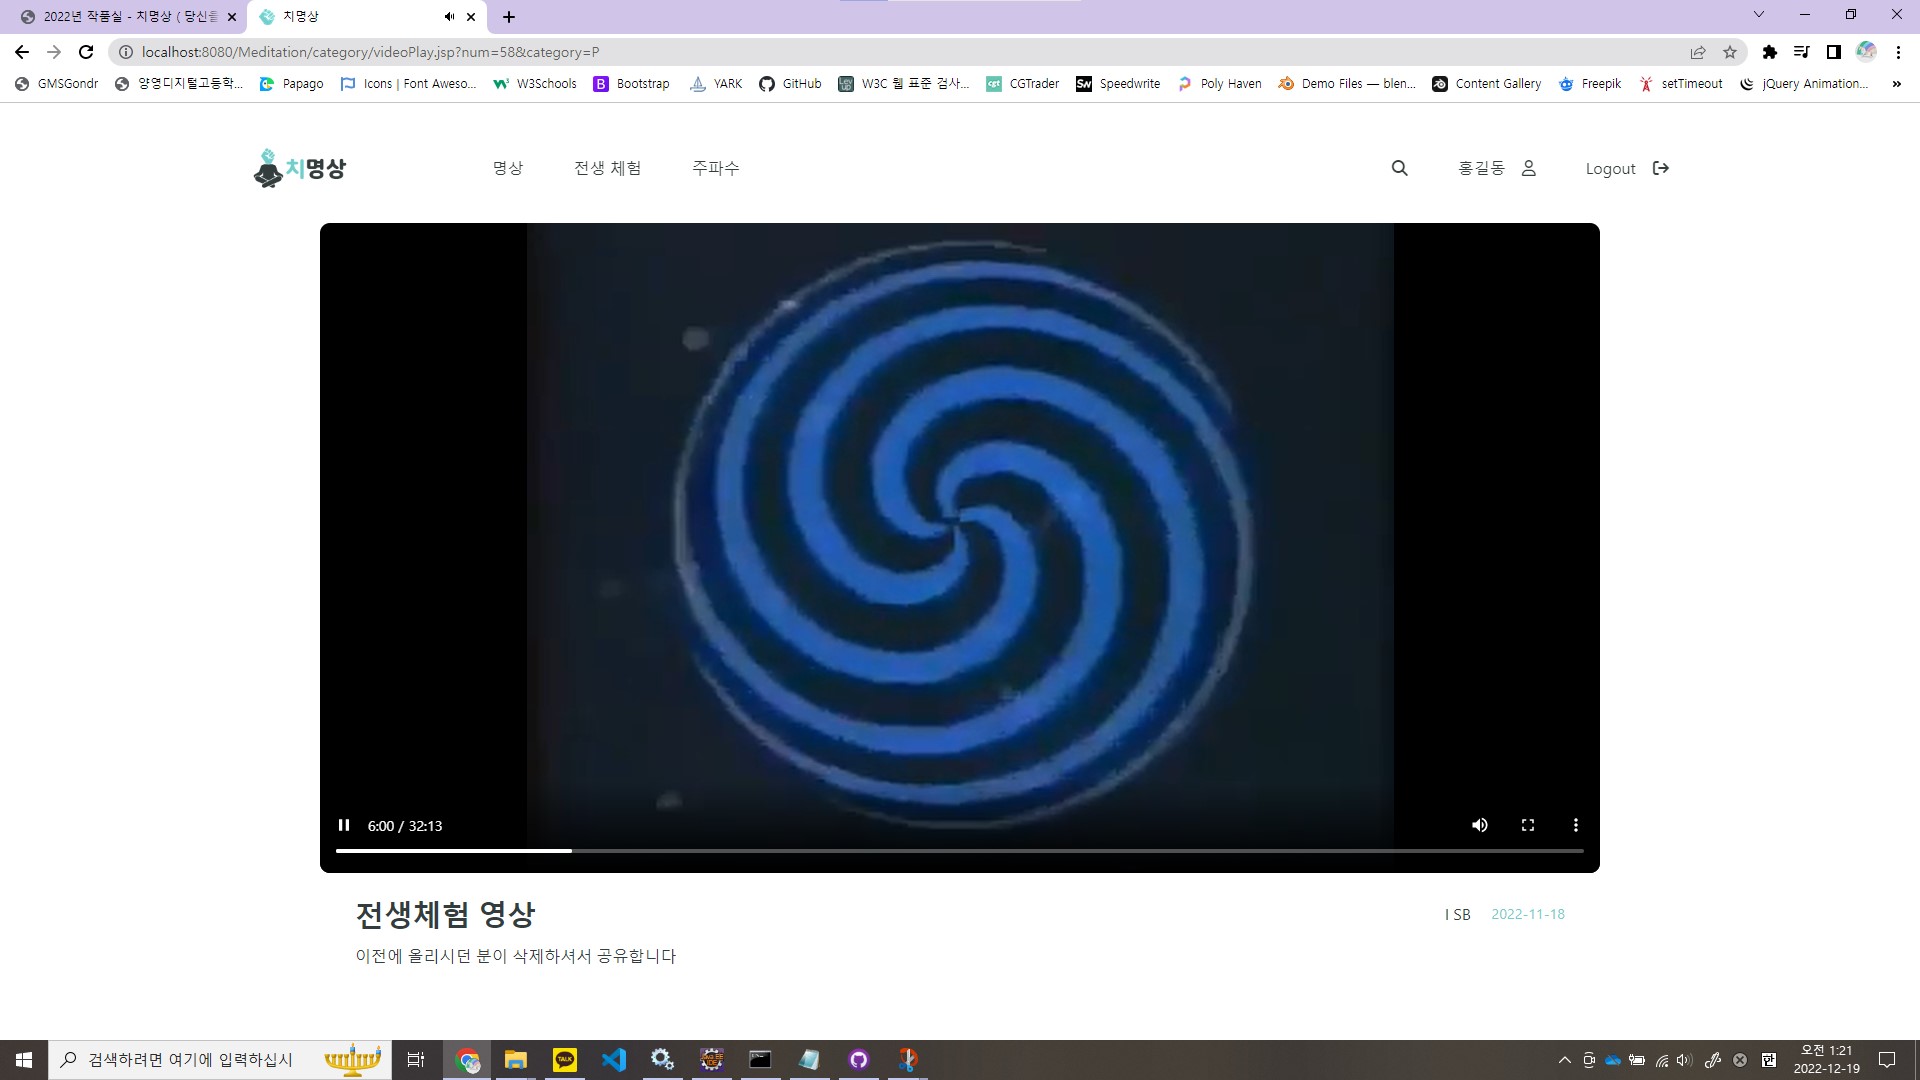 2022년 작품실 - 치명상 ( 당신을
치명상
localhost:8080/Meditation/category/videoPlay.jsp?num=58&category=P
GMSGondr 양영디지털고등학... Papago Icons | Font Aweso... W3Schools Bootstrap YARK GitHub W3C 웹 표준 검사... CGTrader Speedwrite Poly Haven Demo Files — blen... Content Gallery Freepik setTimeout jQuery Animation... »
치명상 명상 전생 체험 주파수 홍길동 Logout
6:00 / 32:13
전생체험 영상 I SB 2022-11-18
이전에 올리시던 분이 삭제하셔서 공유합니다
검색하려면 여기에 입력하십시
TALK
한
오전 1:21
2022-12-19